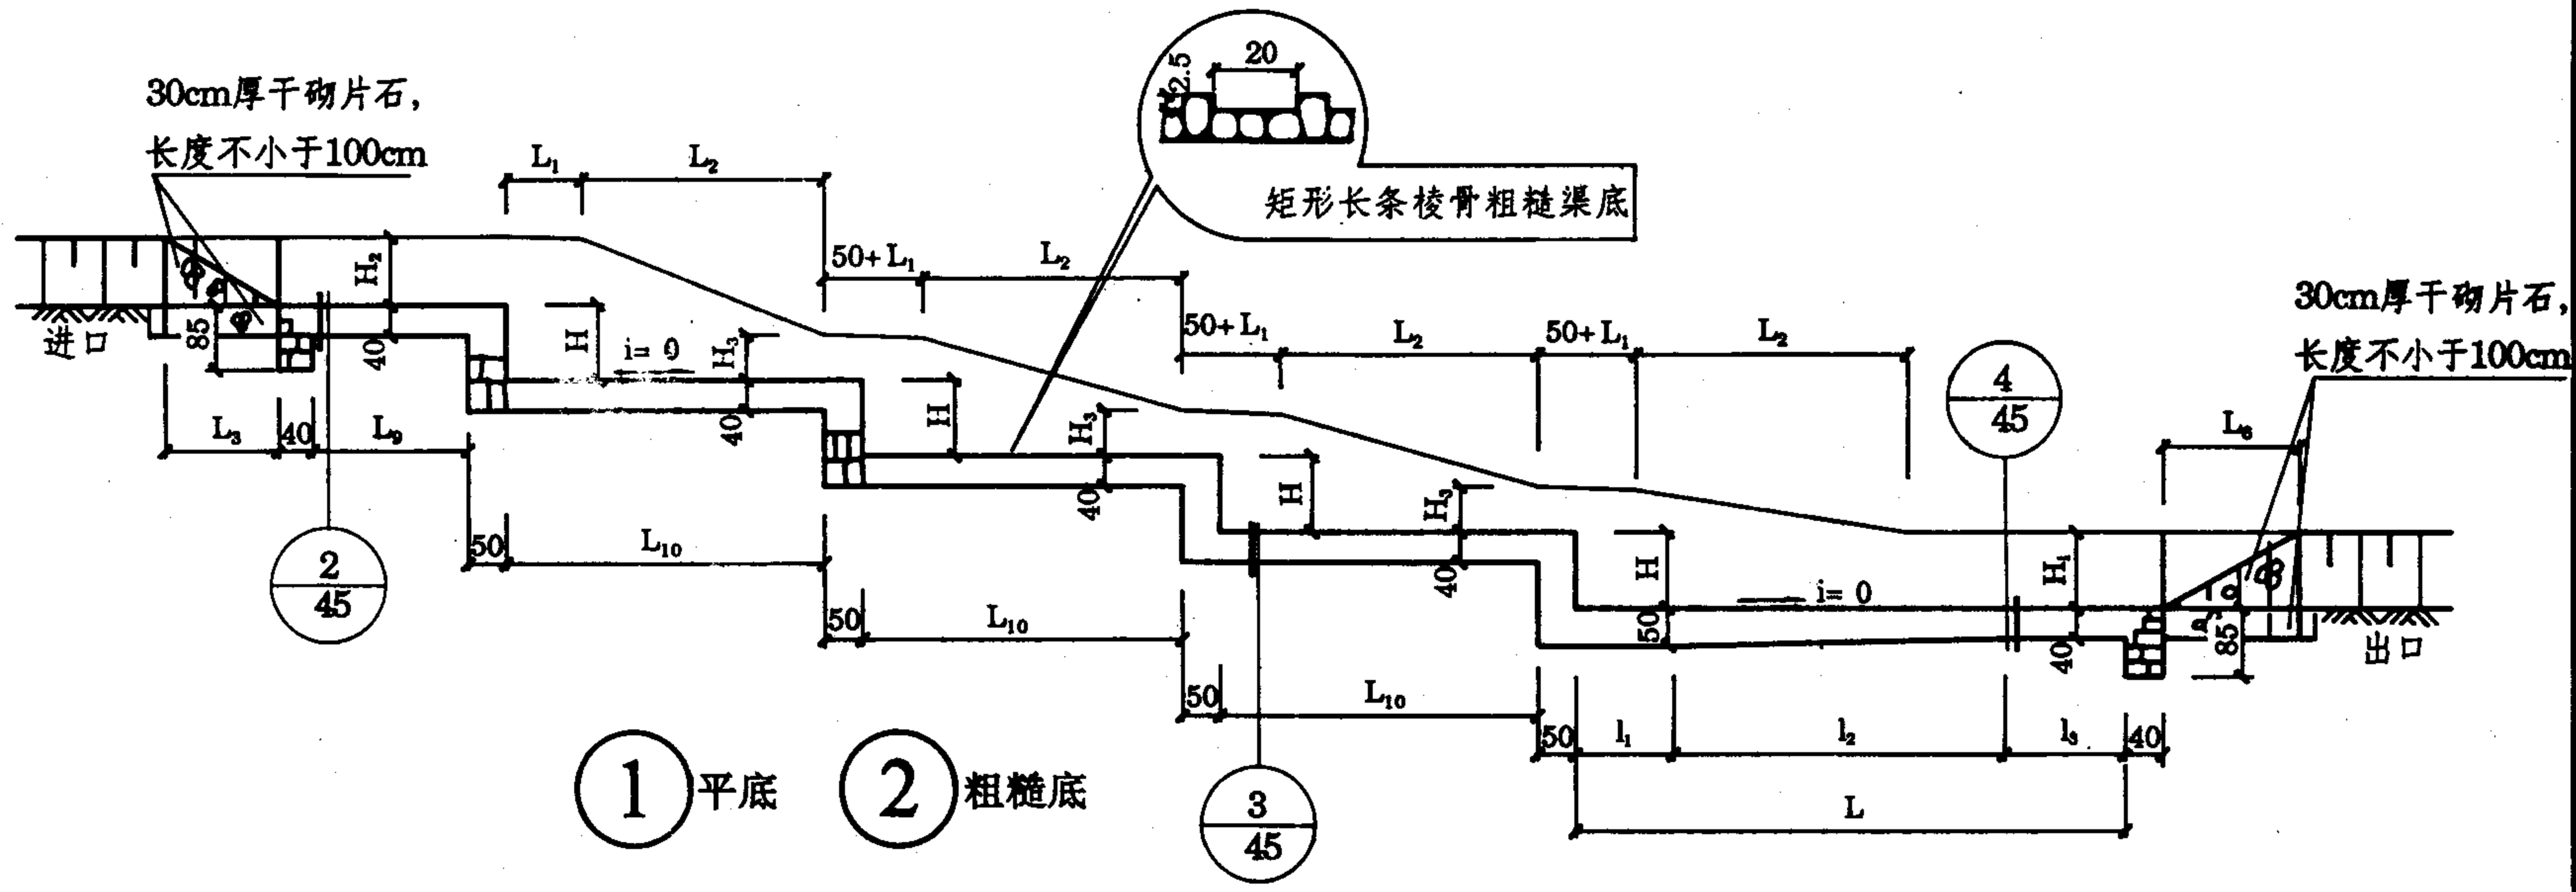 30cm厚干砌片石，
长度不小于100cm
20
2.5
矩形长条棱骨粗糙渠底
L₁
L₂
50+L₁
L₂
50+L₁
L₂
50+L₁
L₂
30cm厚干砌片石，
长度不小于100cm
进口
85
H₂
40
H
i= 0
H₃
40
H
H₃
40
H
H₃
40
H
50
i= 0
H₁
40
85
出口
L₆
4
45
L₃
40
L₉
50
L₁₀
50
L₁₀
50
L₁₀
50
l₁
l₂
l₃
40
L
2
45
3
45
1 平底
2 粗糙底